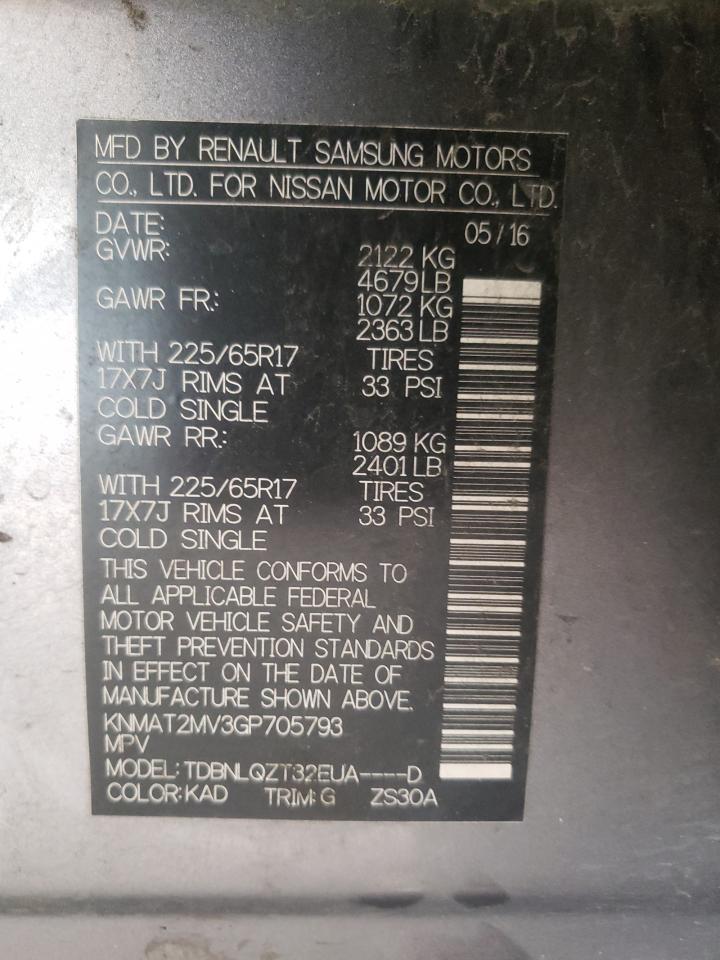 MFD BY RENAULT SAMSUNG MOTORS
CO., LTD. FOR NISSAN MOTOR CO., LTD.
DATE: 05/16
GVWR: 2122 KG
4679LB
GAWR FR.: 1072 KG
2363 LB
WITH 225/65R17 TIRES
17X7J RIMS AT 33 PSI
COLD SINGLE
GAWR RR.: 1089 KG
2401 LB
WITH 225/65R17 TIRES
17X7J RIMS AT 33 PSI
COLD SINGLE
THIS VEHICLE CONFORMS TO
ALL APPLICABLE FEDERAL
MOTOR VEHICLE SAFETY AND
THEFT PREVENTION STANDARDS
IN EFFECT ON THE DATE OF
MANUFACTURE SHOWN ABOVE.
KNMAT2MV3GP705793
MPV
MODEL: TDBNLQZT32EUA----D
COLOR: KAD TRIM: G ZS30A